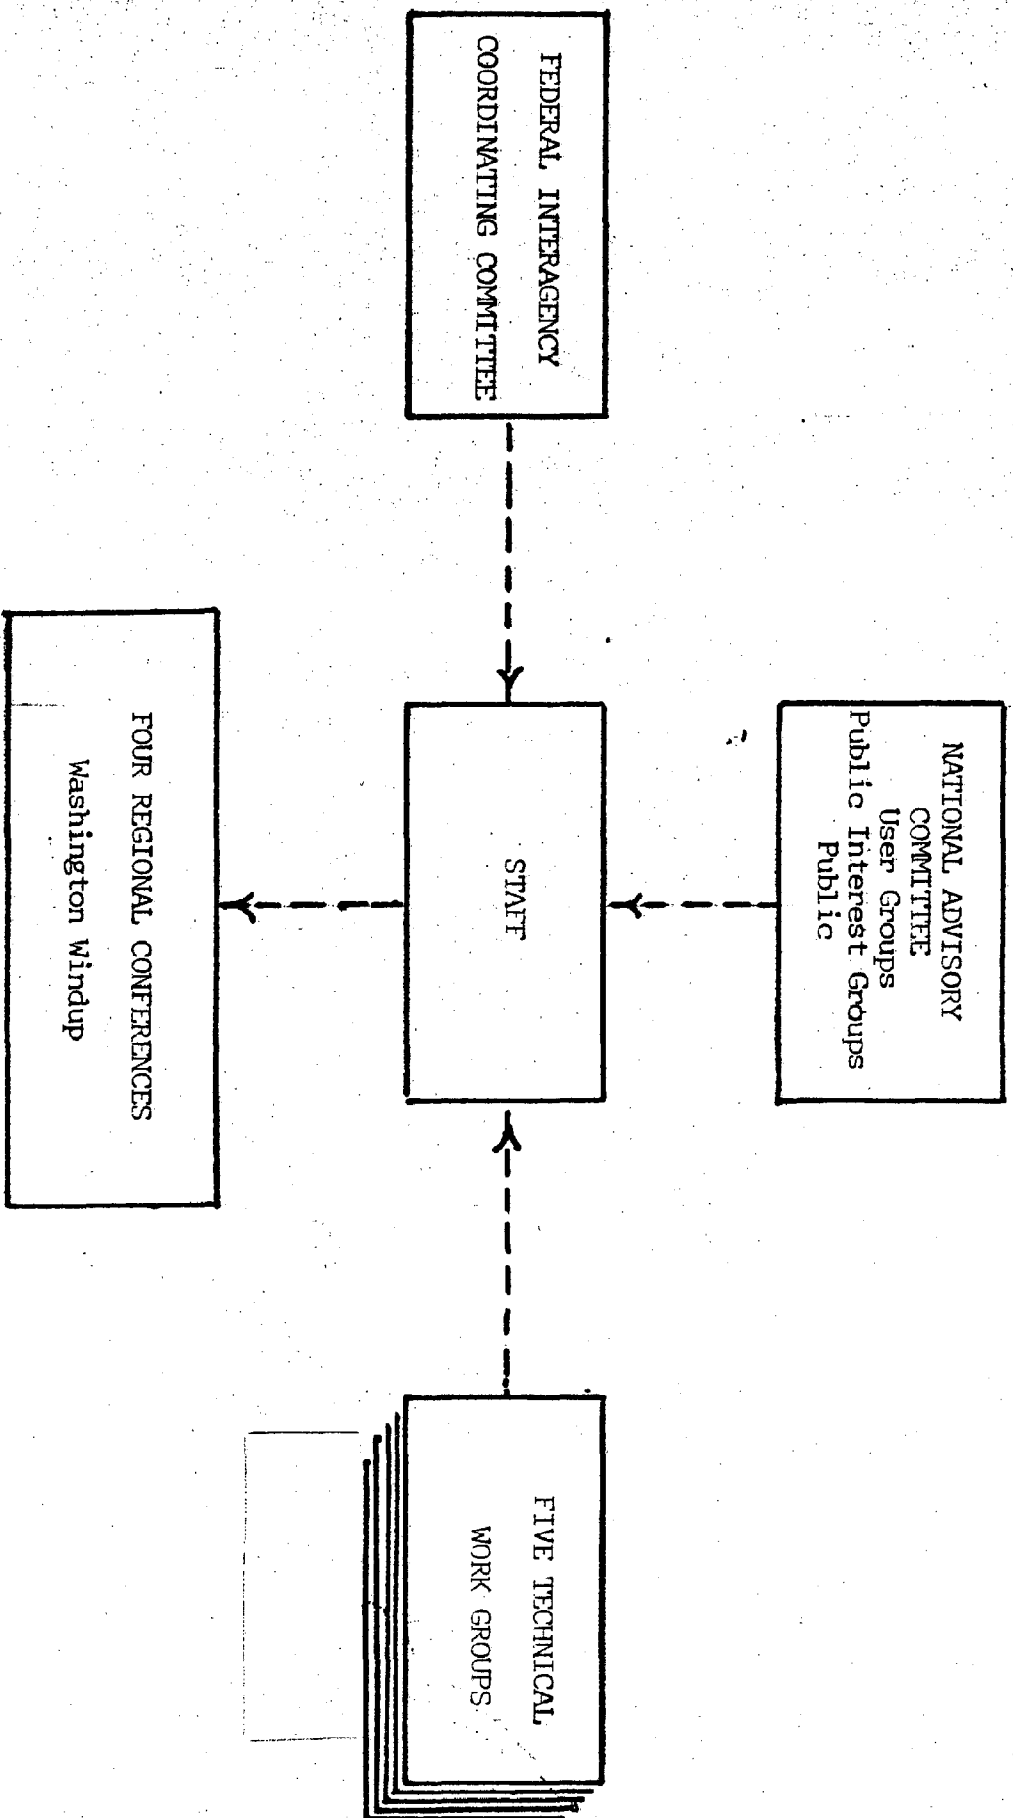 NATIONAL ADVISORY
COMMITTEE
User Groups
Public Interest Groups
Public
FEDERAL INTERAGENCY
COORDINATING COMMITTEE
STAFF
FIVE TECHNICAL
WORK GROUPS
FOUR REGIONAL CONFERENCES
Washington Windup